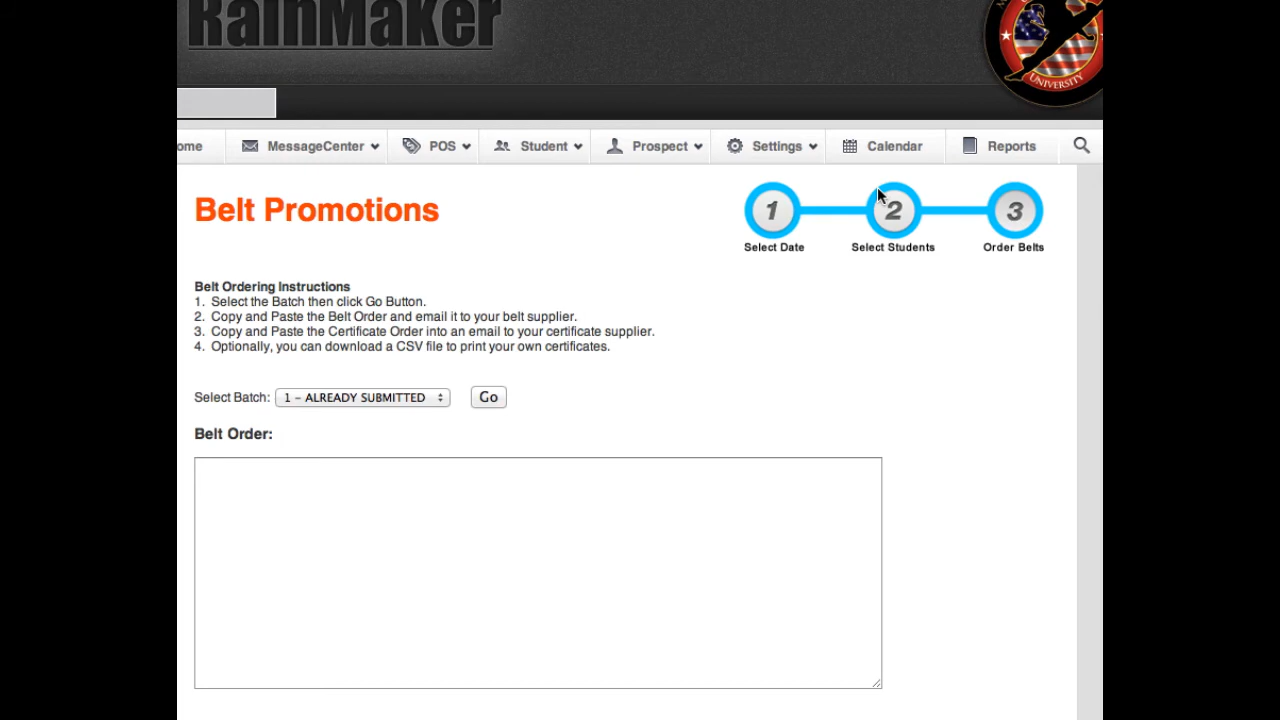 RainMaker
UNIVERSITY
ome MessageCenter POS Student Prospect Settings Calendar Reports
Belt Promotions
1 2 3
Select Date Select Students Order Belts
Belt Ordering Instructions
1. Select the Batch then click Go Button.
2. Copy and Paste the Belt Order and email it to your belt supplier.
3. Copy and Paste the Certificate Order into an email to your certificate supplier.
4. Optionally, you can download a CSV file to print your own certificates.
Select Batch: 1 – ALREADY SUBMITTED Go
Belt Order: